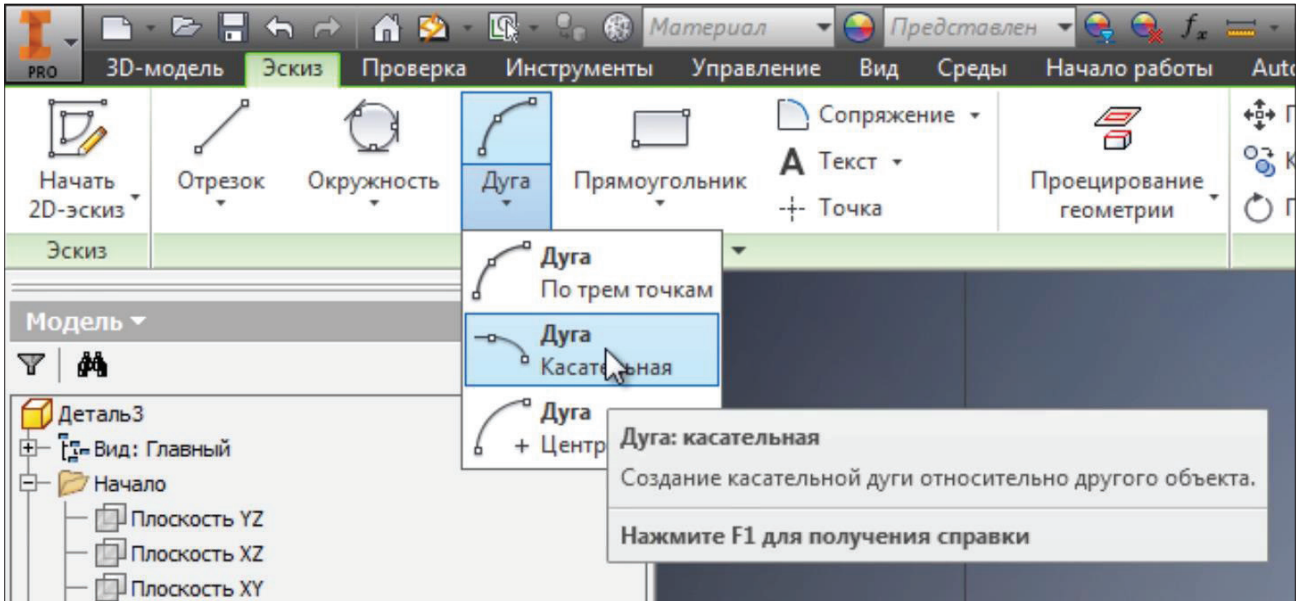 Материал
Представлен
fx
PRO
3D-модель
Эскиз
Проверка
Инструменты
Управление
Вид
Среды
Начало работы
Auto
Начать
2D-эскиз
Отрезок
Окружность
Дуга
Прямоугольник
Сопряжение
A Текст
Точка
Проецирование
геометрии
Эскиз
Дуга
По трем точкам
Дуга
Касательная
Дуга
Центр
Дуга: касательная
Создание касательной дуги относительно другого объекта.
Нажмите F1 для получения справки
Модель
Деталь3
Вид: Главный
Начало
Плоскость YZ
Плоскость XZ
Плоскость XY